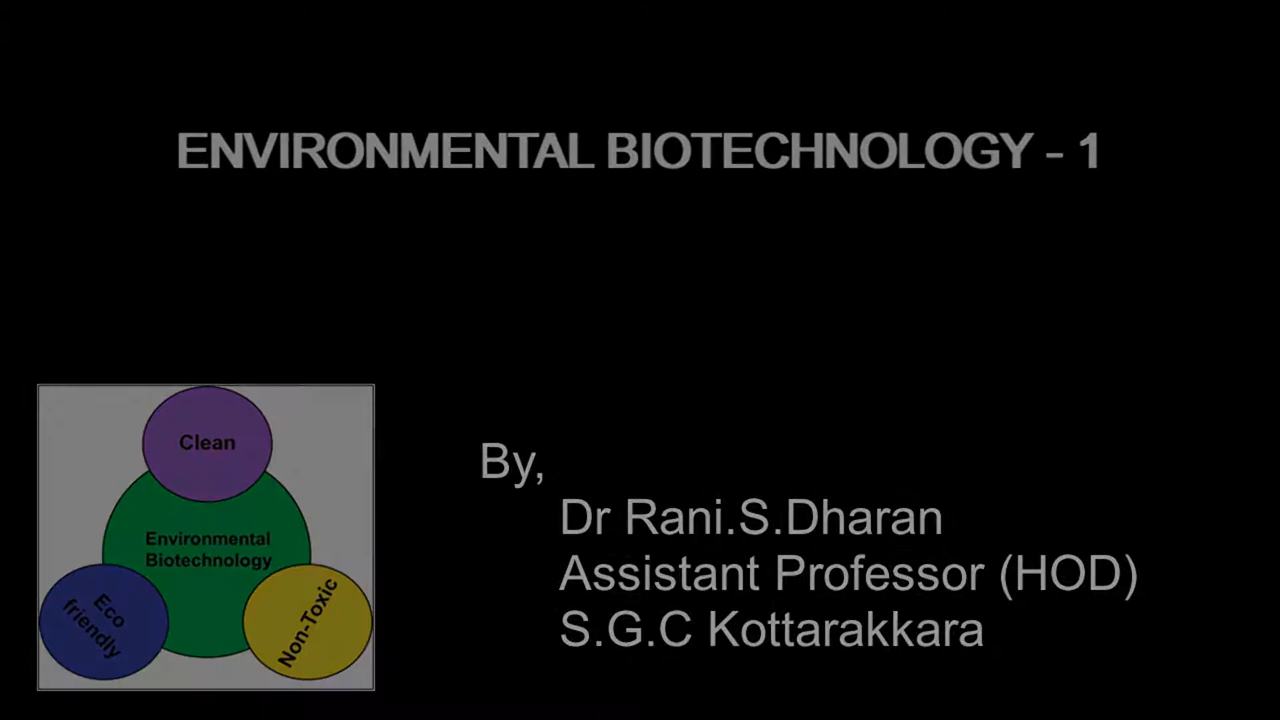 ENVIRONMENTAL BIOTECHNOLOGY - 1
Clean
Environmental
Biotechnology
Eco
friendly
Non-Toxic
By,
Dr Rani.S.Dharan
Assistant Professor (HOD)
S.G.C Kottarakkara